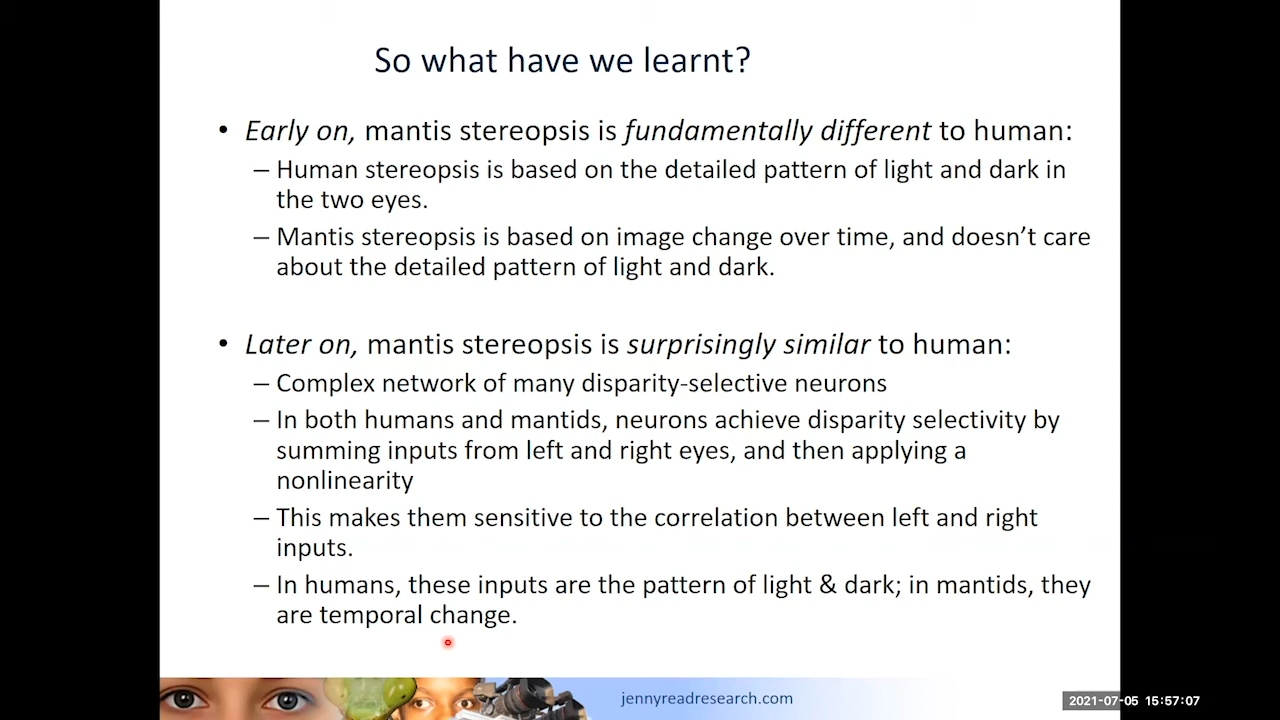 So what have we learnt?
• Early on, mantis stereopsis is fundamentally different to human:
– Human stereopsis is based on the detailed pattern of light and dark in
the two eyes.
– Mantis stereopsis is based on image change over time, and doesn’t care
about the detailed pattern of light and dark.
• Later on, mantis stereopsis is surprisingly similar to human:
– Complex network of many disparity-selective neurons
– In both humans and mantids, neurons achieve disparity selectivity by
summing inputs from left and right eyes, and then applying a
nonlinearity
– This makes them sensitive to the correlation between left and right
inputs.
– In humans, these inputs are the pattern of light & dark; in mantids, they
are temporal change.
jennyreadresearch.com
2021-07-05 15:57:07